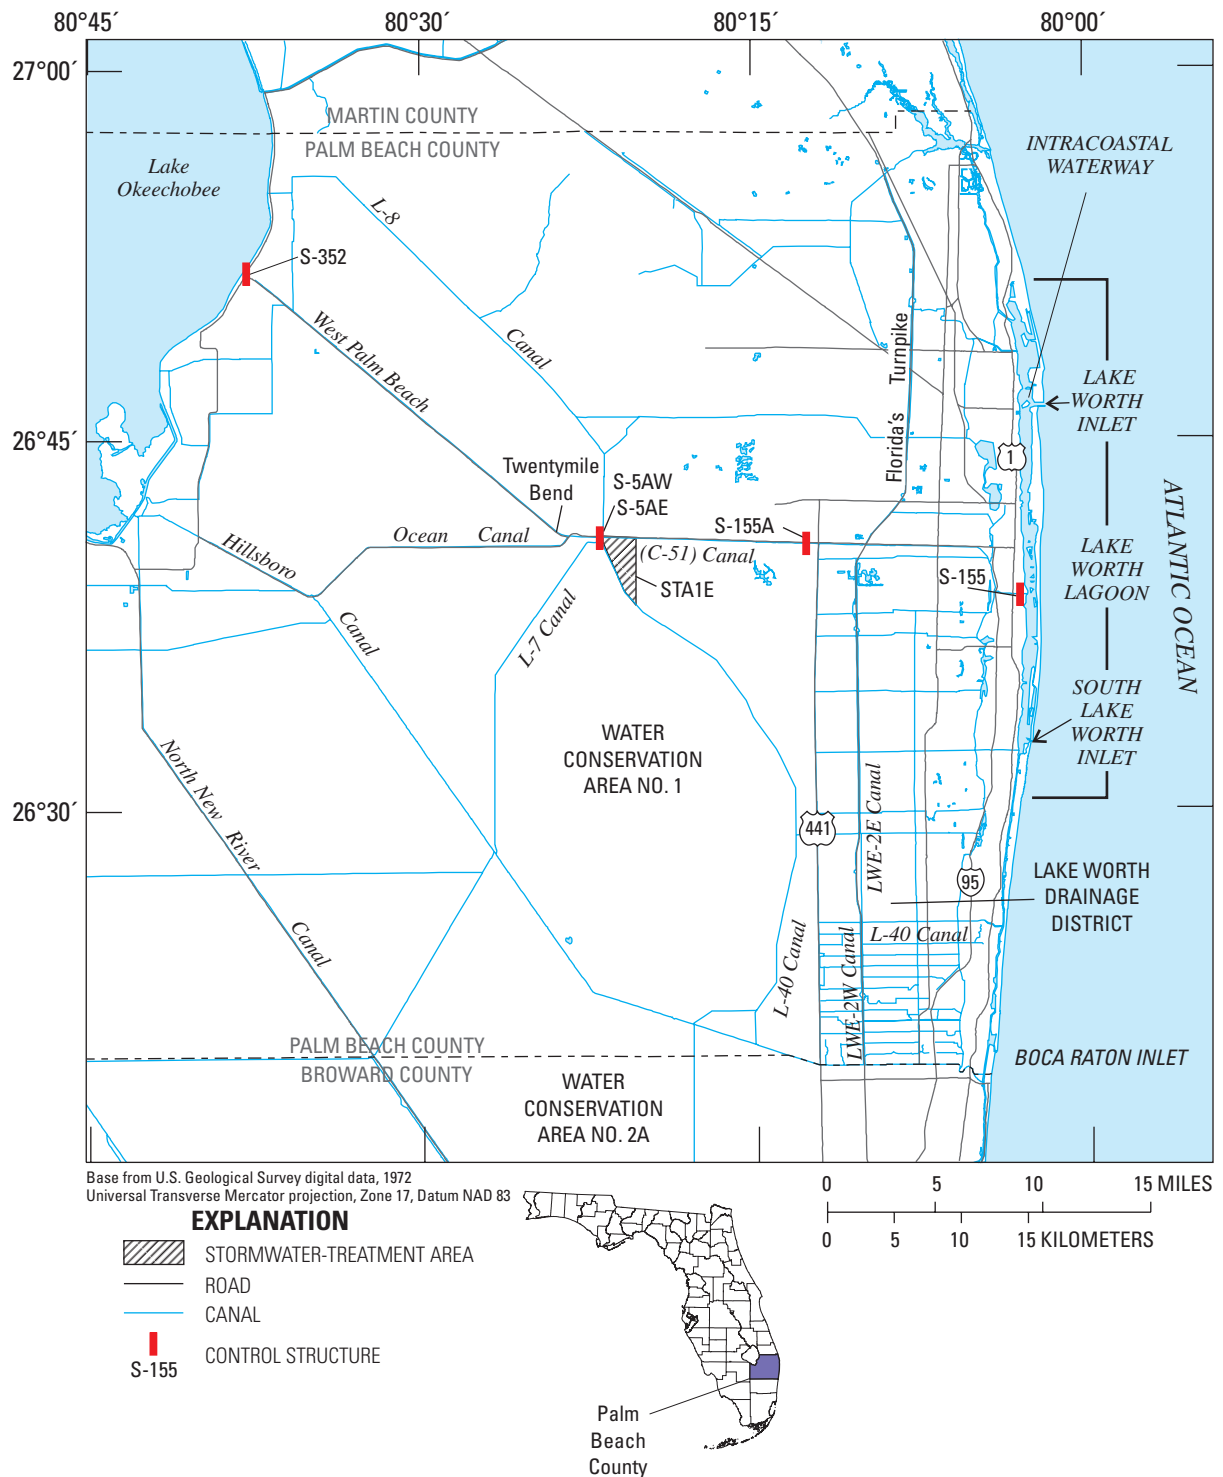 80°45´
80°30´
80°15´
80°00´
27°00´
26°45´
26°30´
MARTIN COUNTY
PALM BEACH COUNTY
Lake
Okeechobee
INTRACOASTAL
WATERWAY
L-8
Canal
S-352
West Palm Beach
Florida's Turnpike
LAKE
WORTH
INLET
1
Twentymile
Bend
S-5AW
S-5AE
S-155A
Ocean Canal
(C-51) Canal
Hillsboro
Canal
STA1E
S-155
LAKE
WORTH
LAGOON
ATLANTIC OCEAN
L-7 Canal
SOUTH
LAKE
WORTH
INLET
WATER
CONSERVATION
AREA NO. 1
North New River
Canal
441
LWE-2E Canal
95
LAKE WORTH
DRAINAGE
DISTRICT
L-40 Canal
L-40 Canal
LWE-2W Canal
PALM BEACH COUNTY
BROWARD COUNTY
BOCA RATON INLET
WATER
CONSERVATION
AREA NO. 2A
Base from U.S. Geological Survey digital data, 1972
Universal Transverse Mercator projection, Zone 17, Datum NAD 83
0 5 10 15 MILES
0 5 10 15 KILOMETERS
EXPLANATION
STORMWATER-TREATMENT AREA
ROAD
CANAL
CONTROL STRUCTURE
S-155
Palm
Beach
County